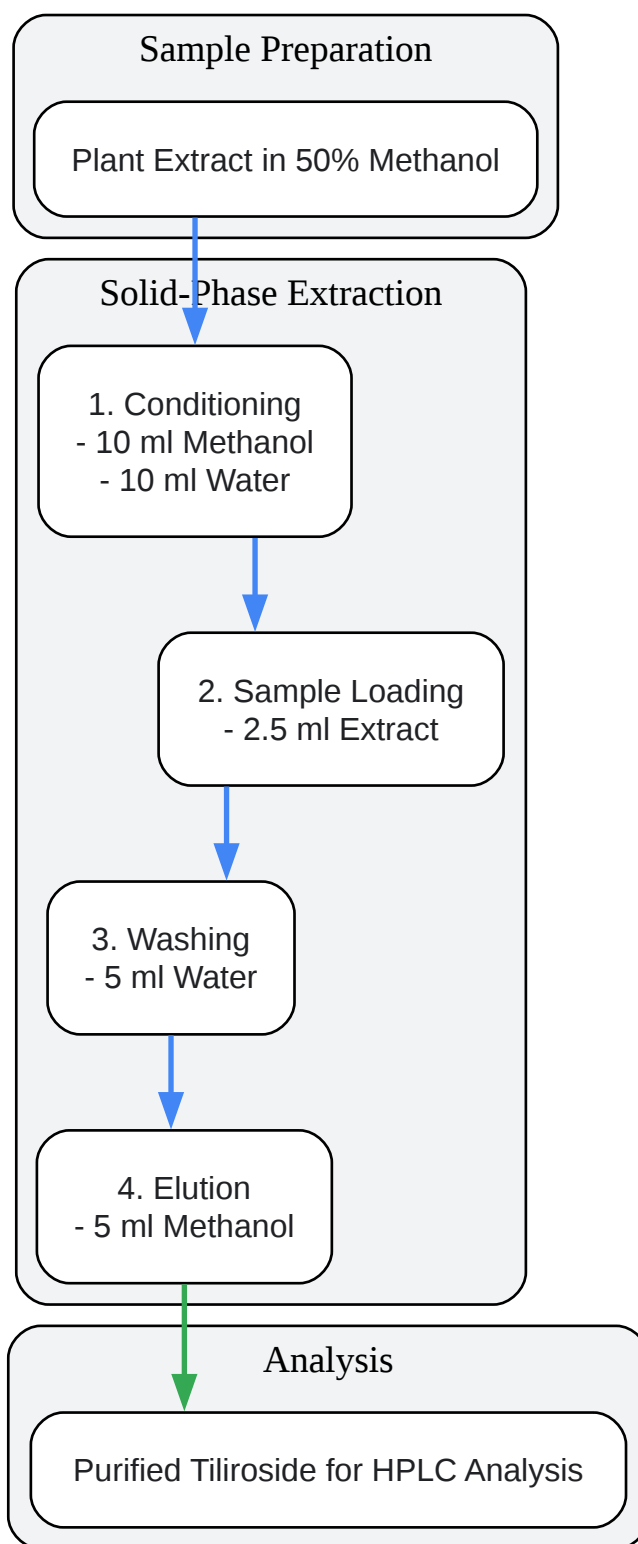 Sample Preparation
Plant Extract in 50% Methanol
Solid-Phase Extraction
1. Conditioning
- 10 ml Methanol
- 10 ml Water
2. Sample Loading
- 2.5 ml Extract
3. Washing
- 5 ml Water
4. Elution
- 5 ml Methanol
Analysis
Purified Tiliroside for HPLC Analysis